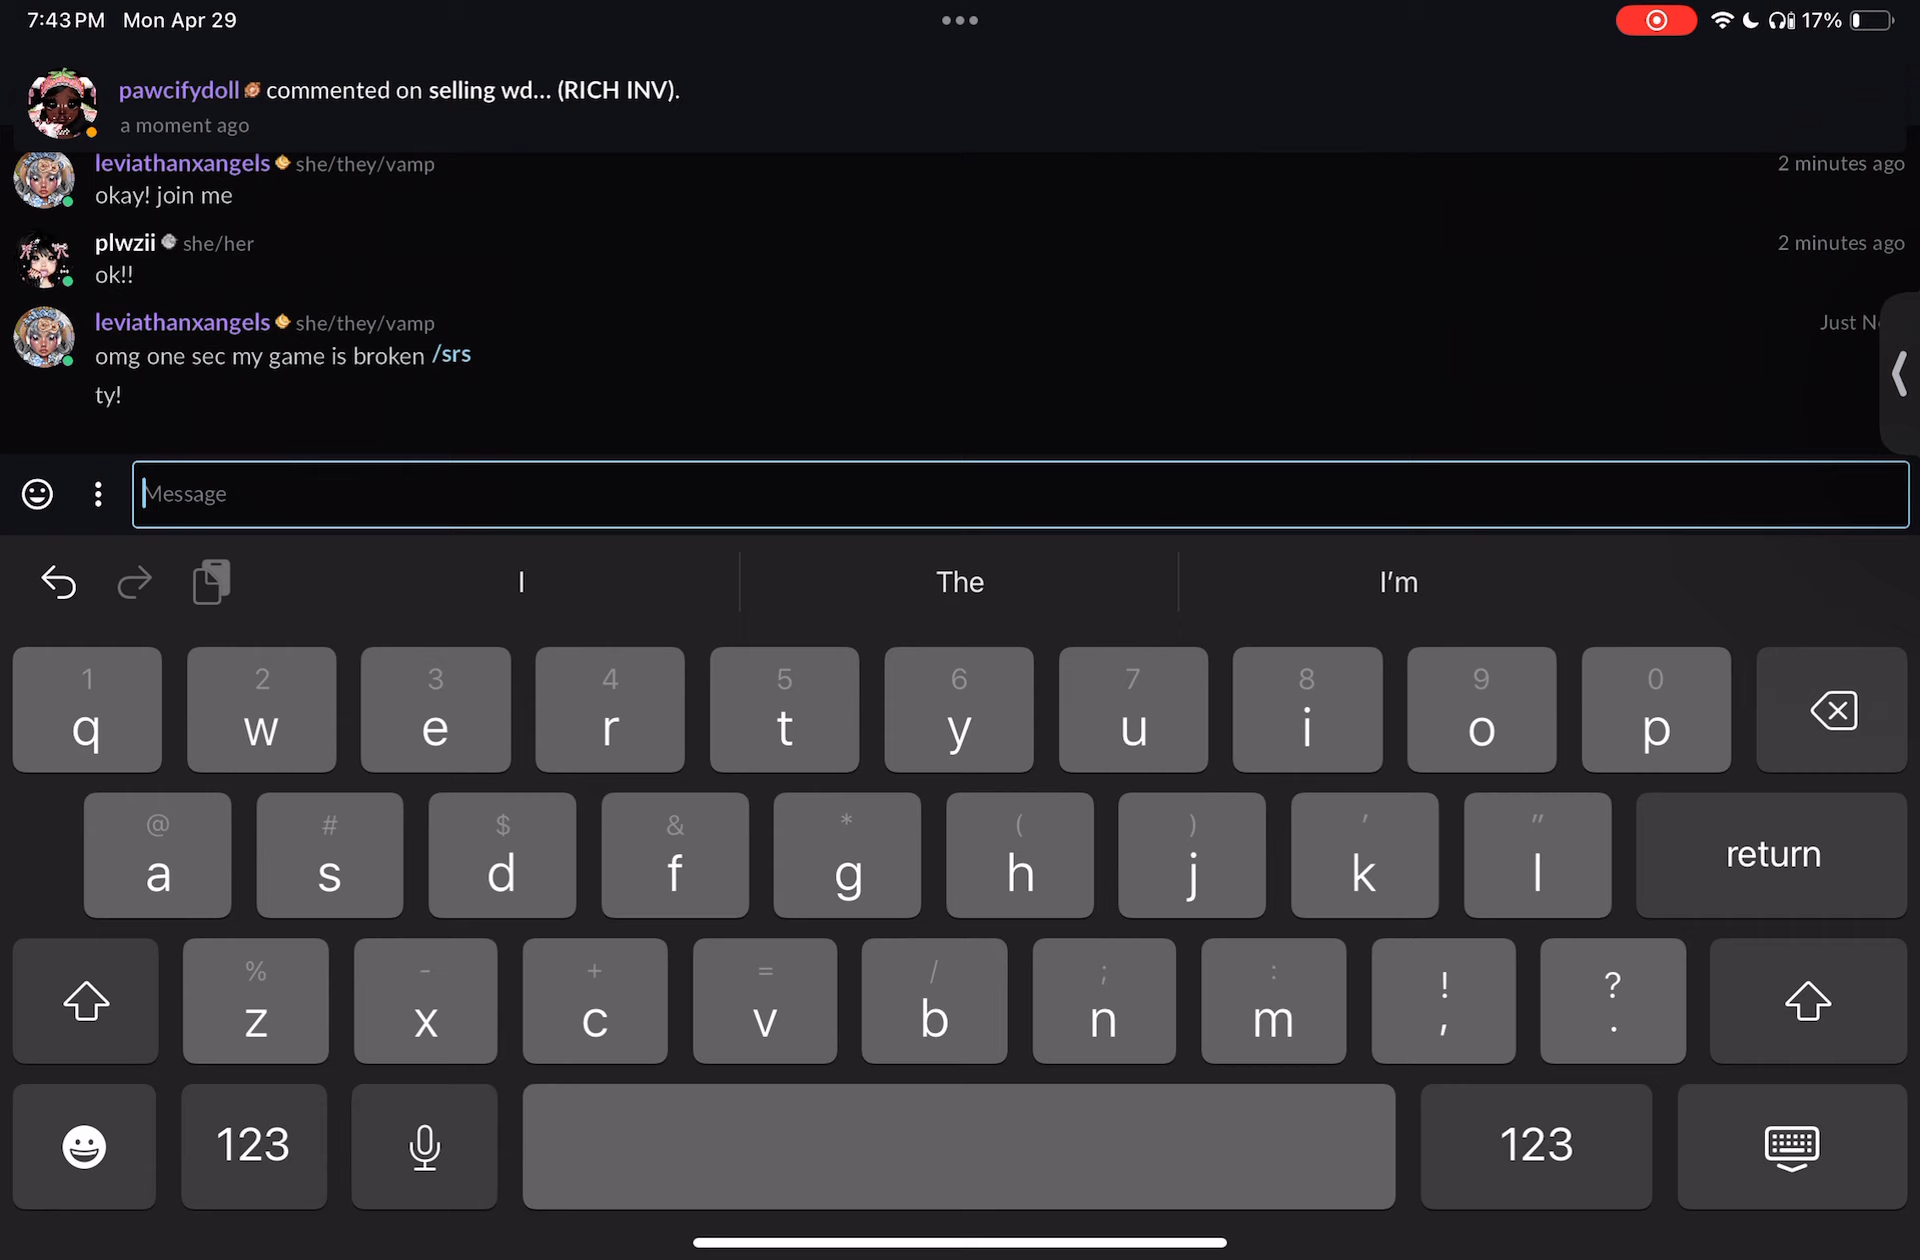 7:43 PM Mon Apr 29 17%
pawcifydoll commented on selling wd... (RICH INV).
a moment ago
leviathanxangels she/they/vamp 2 minutes ago
okay! join me
plwzii she/her 2 minutes ago
ok!!
leviathanxangels she/they/vamp Just
omg one sec my game is broken /srs
ty!
Message
I The I'm
1 2 3 4 5 6 7 8 9 0
q w e r t y u i o p
@ # $ & * ( ) ' "
a s d f g h j k l return
% - + = / ; : ! ?
z x c v b n m , .
123 123